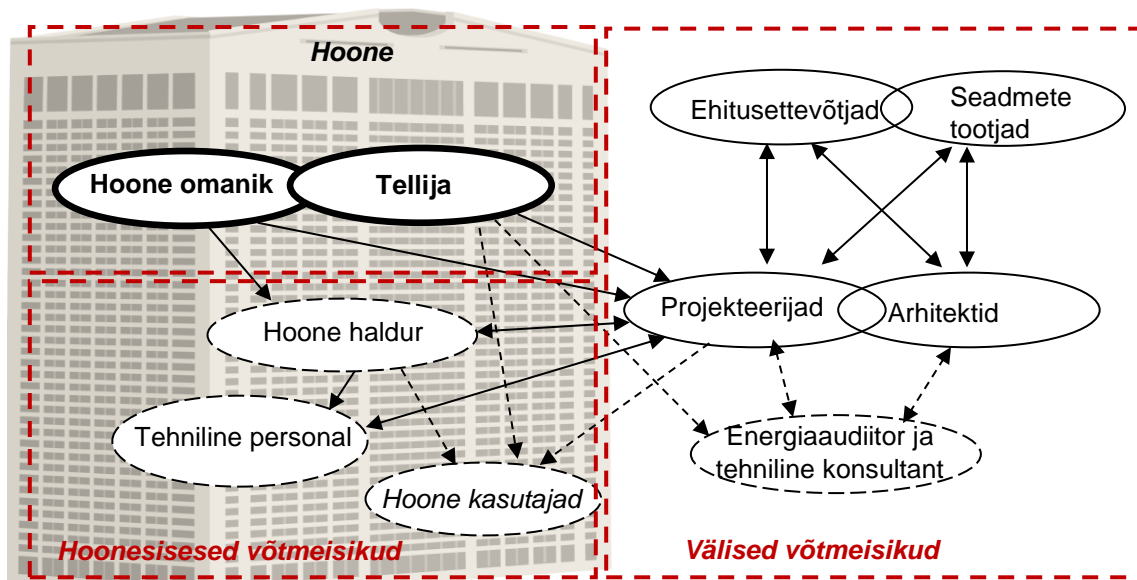 Hoone
Ehitusettevõtjad
Seadmete
tootjad
Hoone omanik
Tellija
Projekteerijad
Arhitektid
Hoone haldur
Tehniline personal
Energiaaudiitor ja
tehniline konsultant
Hoone kasutajad
Hoonesisesed võtmeisikud
Välised võtmeisikud